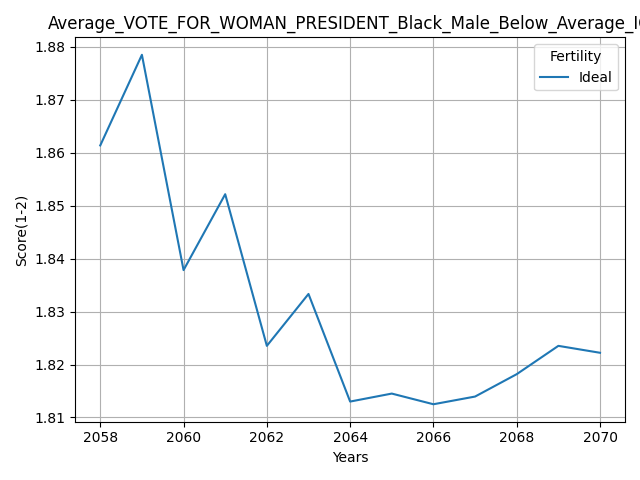 Average_VOTE_FOR_WOMAN_PRESIDENT_Black_Male_Below_Average_I
Fertility
Ideal
Score(1-2)
1.88
1.87
1.86
1.85
1.84
1.83
1.82
1.81
2058 2060 2062 2064 2066 2068 2070
Years